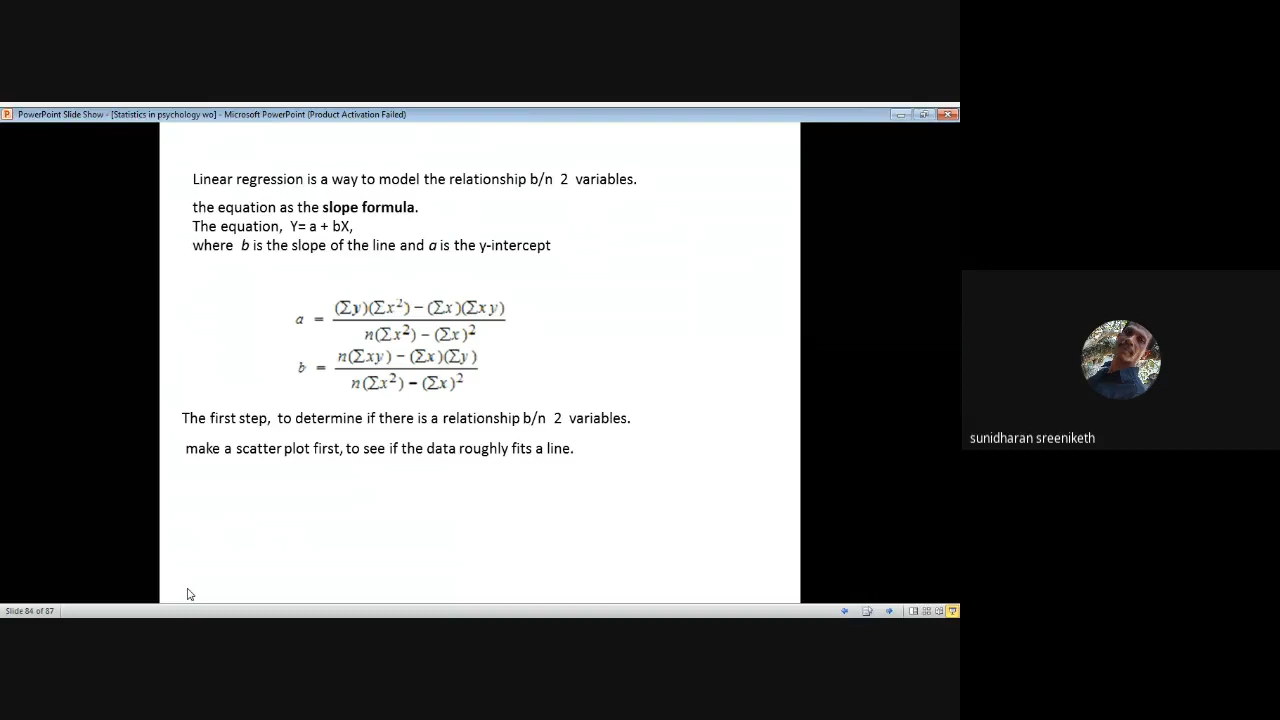 PowerPoint Slide Show - [Statistics in psychology wo] - Microsoft PowerPoint (Product Activation Failed)
Linear regression is a way to model the relationship b/n 2 variables.
the equation as the slope formula.
The equation, Y= a + bX,
where b is the slope of the line and a is the y-intercept
a = (Σy)(Σx²) − (Σx)(Σxy) / n(Σx²) − (Σx)²
b = n(Σxy) − (Σx)(Σy) / n(Σx²) − (Σx)²
The first step, to determine if there is a relationship b/n 2 variables.
make a scatter plot first, to see if the data roughly fits a line.
Slide 84 of 87
sunidharan sreeniketh